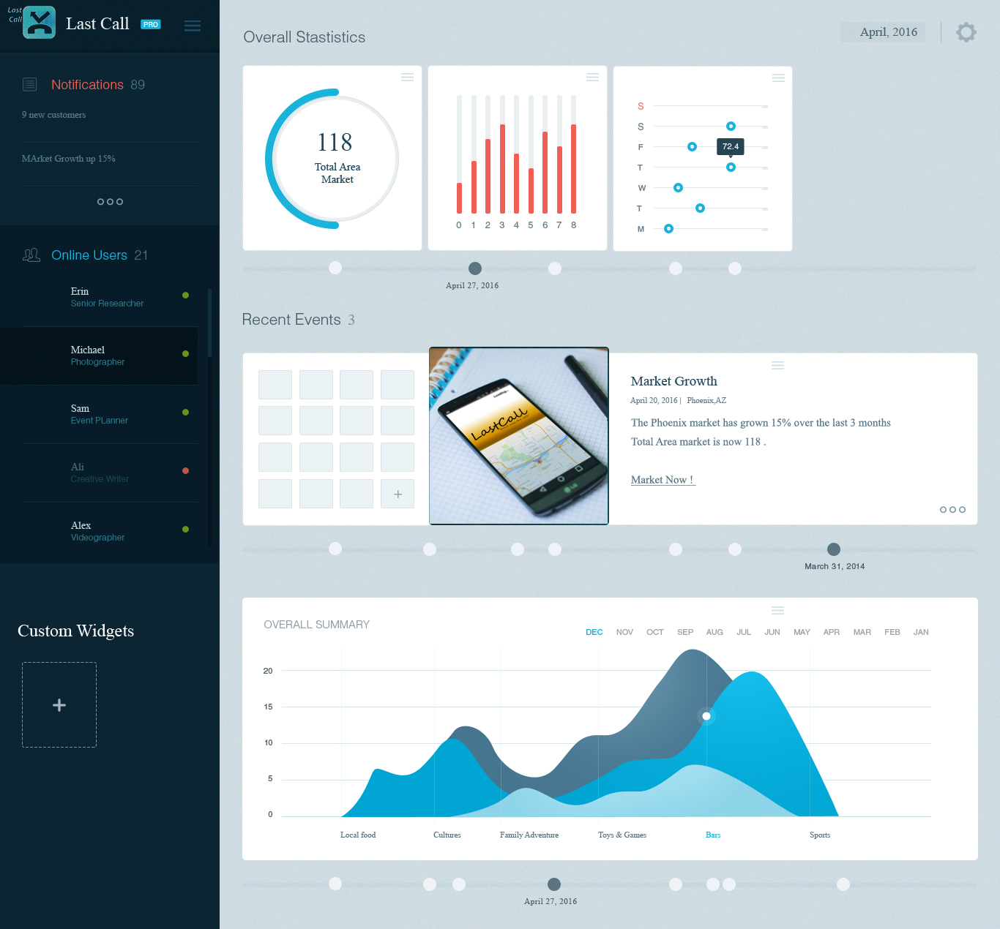 Last
Call
Last Call PRO
Notifications 89
9 new customers
MArket Growth up 15%
Online Users 21
Erin
Senior Researcher
Michael
Photographer
Sam
Event PLanner
Ali
Creative Writer
Alex
Videographer
Custom Widgets
+
Overall Stastistics
April, 2016
118
Total Area
Market
0 1 2 3 4 5 6 7 8
S
S
F
72.4
T
W
T
M
April 27, 2016
Recent Events 3
+
Loading...
LastCall
LG
Market Growth
April 20, 2016 | Phoenix,AZ
The Phoenix market has grown 15% over the last 3 months
Total Area market is now 118 .
Market Now !
March 31, 2014
OVERALL SUMMARY
DEC NOV OCT SEP AUG JUL JUN MAY APR MAR FEB JAN
20
15
10
5
0
Local food Cultures Family Adventure Toys & Games Bars Sports
April 27, 2016